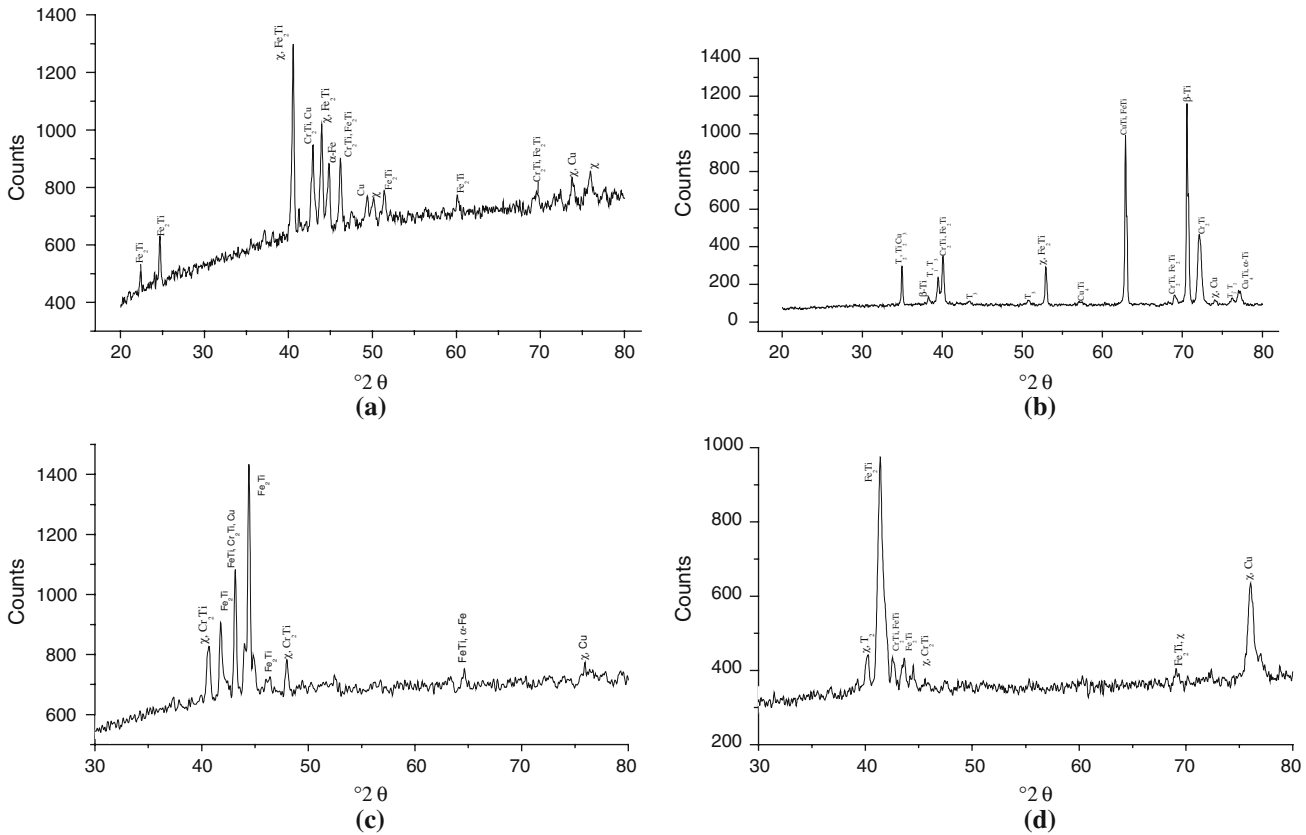 1400
1200
1000
800
600
400
Counts
Fe₂Ti
Fe₂Ti
χ, Fe₂Ti
Cr₂Ti, Cu
χ, Fe₂Ti
α-Fe
Cr₂Ti, Fe₂Ti
Cu
χ
Fe₂Ti
Fe₂Ti
Cr₂Ti, Fe₂Ti
χ, Cu
χ
20 30 40 50 60 70 80
°2 θ
(a)
1400
1200
1000
800
600
400
200
0
Counts
β-Ti
Cr₂Ti, Fe₂Ti
T₃
χ, Fe₂Ti
Cu₄Ti
CuTi, FeTi
Cr₂Ti, Fe₂Ti
β-Ti
Cr₂Ti
χ, Cu
Cu₄Ti, α-Ti
20 30 40 50 60 70 80
°2 θ
(b)
1400
1200
1000
800
600
Counts
χ, Cr₂Ti
Fe₂Ti
FeTi, Cr₂Ti, Cu
Fe₂Ti
Fe₂Ti
χ, Cr₂Ti
FeTi, α-Fe
χ, Cu
30 40 50 60 70 80
°2 θ
(c)
1000
800
600
400
200
Counts
χ, T₂
Fe₂Ti
Cr₂Ti, FeTi
χ, Cr₂Ti
Fe₂Ti, χ
χ, Cu
30 40 50 60 70 80
°2 θ
(d)